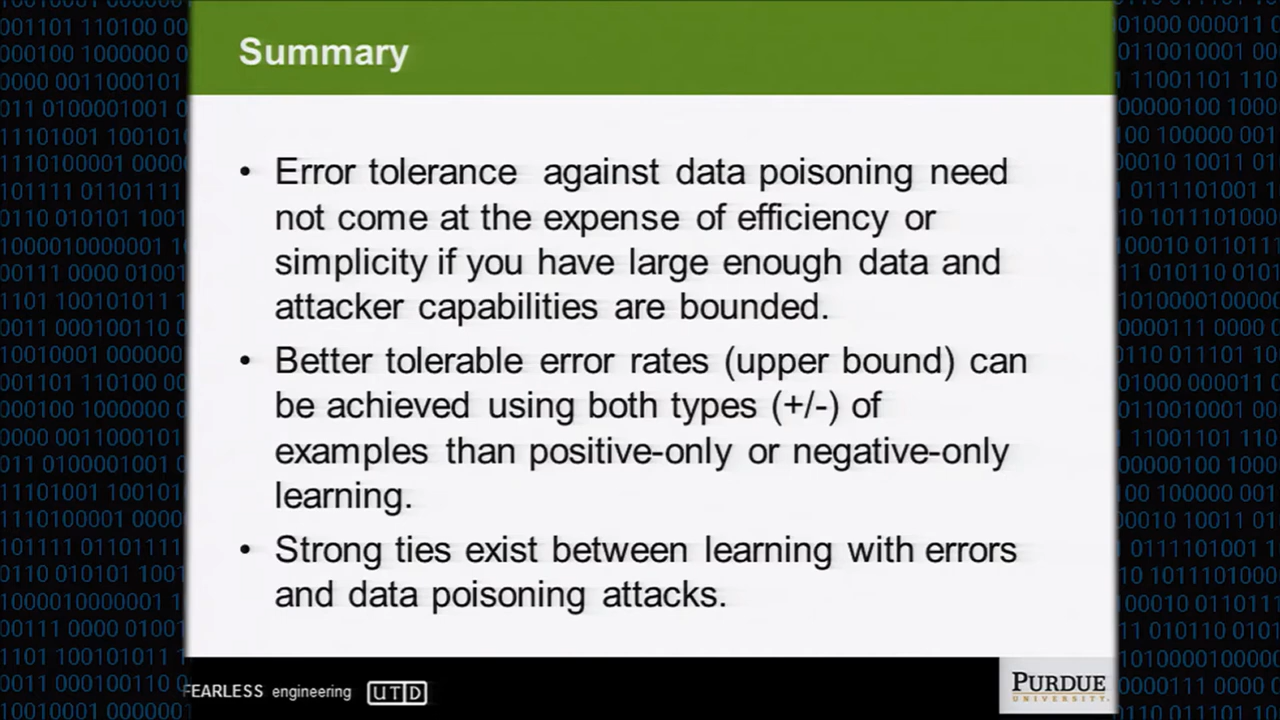 Summary
• Error tolerance against data poisoning need
not come at the expense of efficiency or
simplicity if you have large enough data and
attacker capabilities are bounded.
• Better tolerable error rates (upper bound) can
be achieved using both types (+/-) of
examples than positive-only or negative-only
learning.
• Strong ties exist between learning with errors
and data poisoning attacks.
FEARLESS engineering UTD
PURDUE
UNIVERSITY